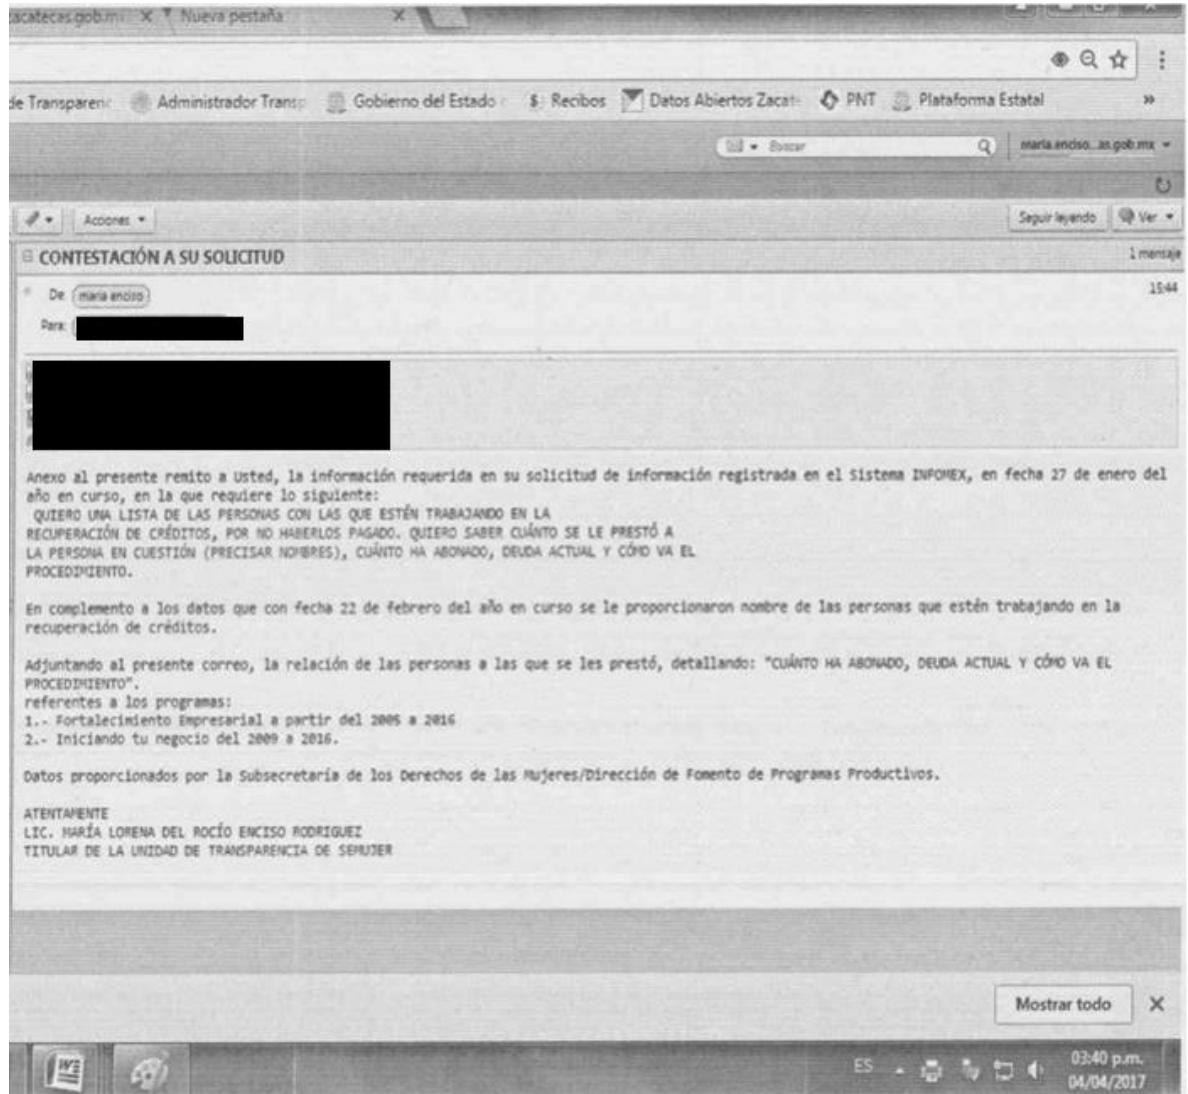 zacatecas.gob.m Nueva pestaña
de Transparenc Administrador Transp Gobierno del Estado Recibos Datos Abiertos Zacat PNT Plataforma Estatal »
Buscar maria.enciso...as.gob.mx
Acciones Seguir leyendo Ver
CONTESTACIÓN A SU SOLICITUD 1 mensaje
De: maria enciso 15:44
Para:
Anexo al presente remito a Usted, la información requerida en su solicitud de información registrada en el Sistema INFOMEX, en fecha 27 de enero del
año en curso, en la que requiere lo siguiente:
QUIERO UNA LISTA DE LAS PERSONAS CON LAS QUE ESTÉN TRABAJANDO EN LA
RECUPERACIÓN DE CRÉDITOS, POR NO HABERLOS PAGADO. QUIERO SABER CUÁNTO SE LE PRESTÓ A
LA PERSONA EN CUESTIÓN (PRECISAR NOMBRES), CUÁNTO HA ABONADO, DEUDA ACTUAL Y CÓMO VA EL
PROCEDIMIENTO.
En complemento a los datos que con fecha 22 de febrero del año en curso se le proporcionaron nombre de las personas que estén trabajando en la
recuperación de créditos.
Adjuntando al presente correo, la relación de las personas a las que se les prestó, detallando: "CUÁNTO HA ABONADO, DEUDA ACTUAL Y CÓMO VA EL
PROCEDIMIENTO".
referentes a los programas:
1.- Fortalecimiento Empresarial a partir del 2005 a 2016
2.- Iniciando tu negocio del 2009 a 2016.
Datos proporcionados por la Subsecretaría de los Derechos de las Mujeres/Dirección de Fomento de Programas Productivos.
ATENTAMENTE
LIC. MARÍA LORENA DEL ROCÍO ENCISO RODRIGUEZ
TITULAR DE LA UNIDAD DE TRANSPARENCIA DE SEMUJER
Mostrar todo
ES 03:40 p.m.
04/04/2017